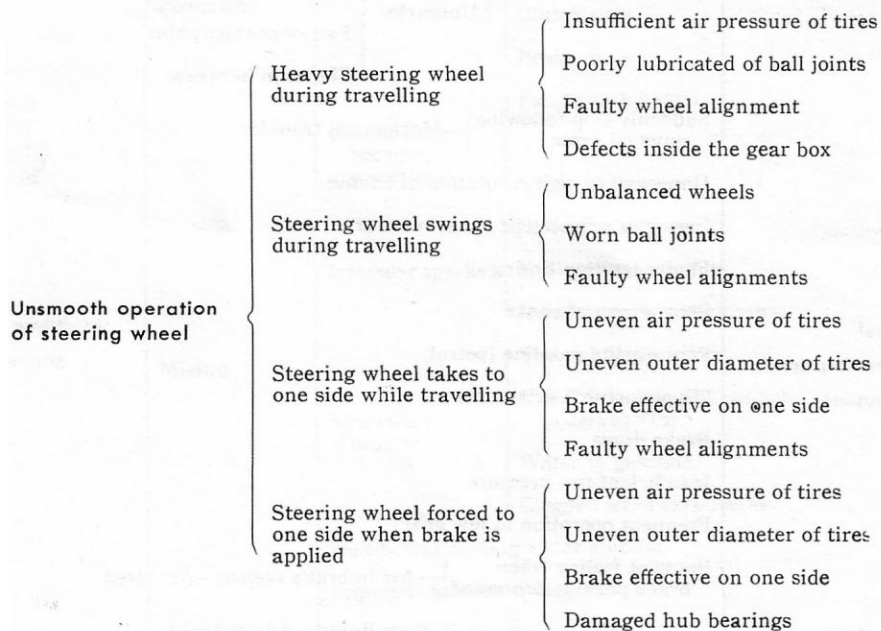 Unsmooth operation
of steering wheel
Heavy steering wheel
during travelling
Insufficient air pressure of tires
Poorly lubricated of ball joints
Faulty wheel alignment
Defects inside the gear box
Steering wheel swings
during travelling
Unbalanced wheels
Worn ball joints
Faulty wheel alignments
Steering wheel takes to
one side while travelling
Uneven air pressure of tires
Uneven outer diameter of tires
Brake effective on one side
Faulty wheel alignments
Steering wheel forced to
one side when brake is
applied
Uneven air pressure of tires
Uneven outer diameter of tires
Brake effective on one side
Damaged hub bearings